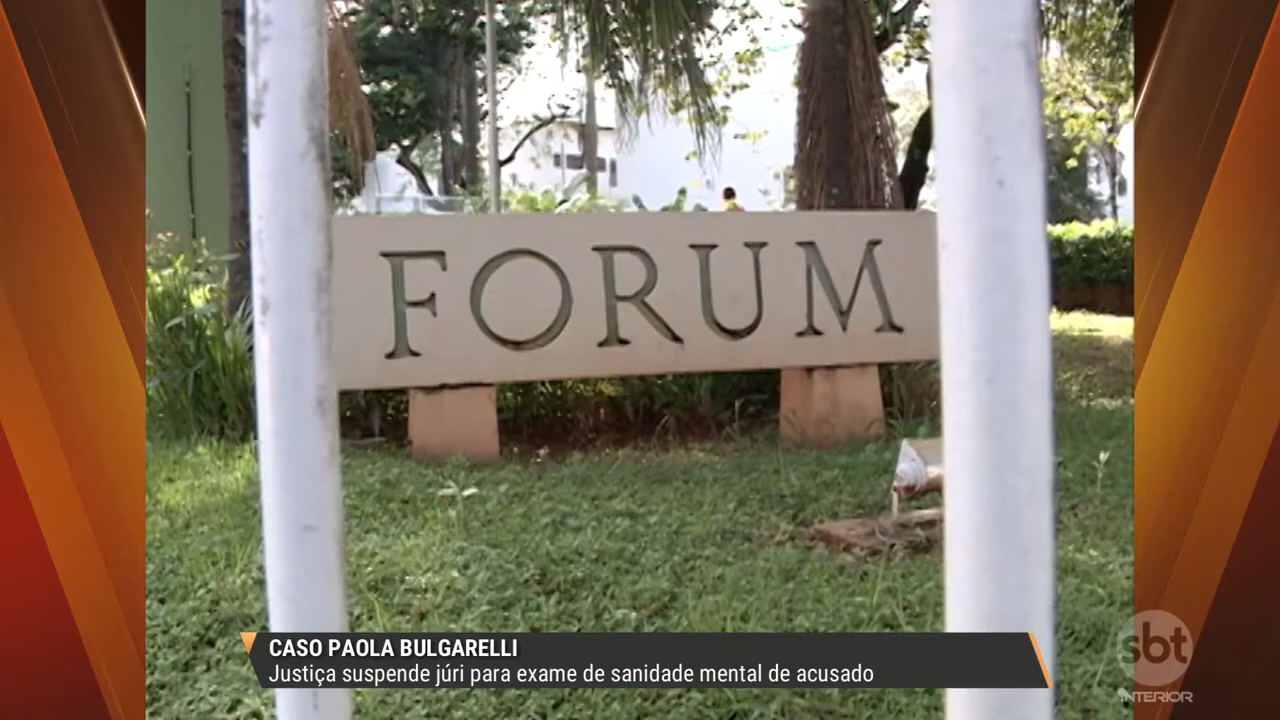 FORUM
CASO PAOLA BULGARELLI
Justiça suspende júri para exame de sanidade mental de acusado
sbt
INTERIOR